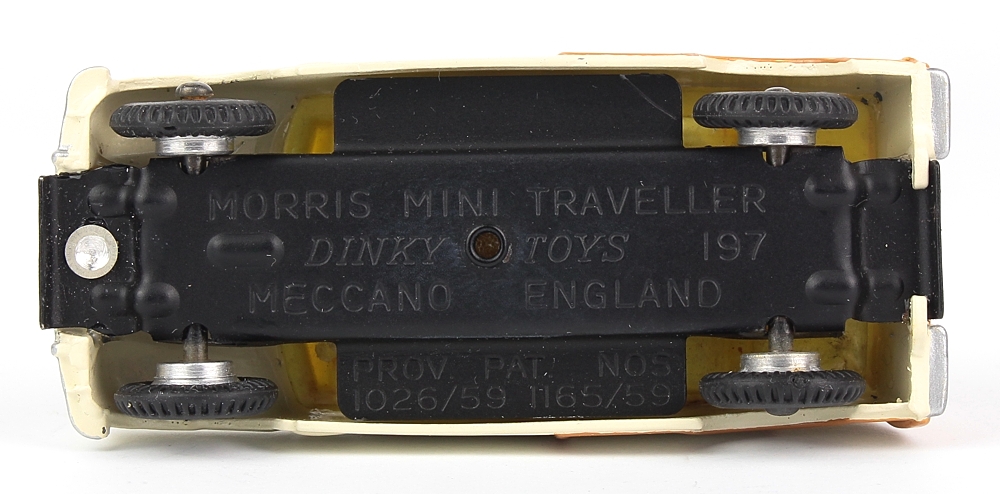 MORRIS MINI TRAVELLER
DINKY TOYS 197
MECCANO ENGLAND
PROV. PAT. NOS
1026/59 1165/59